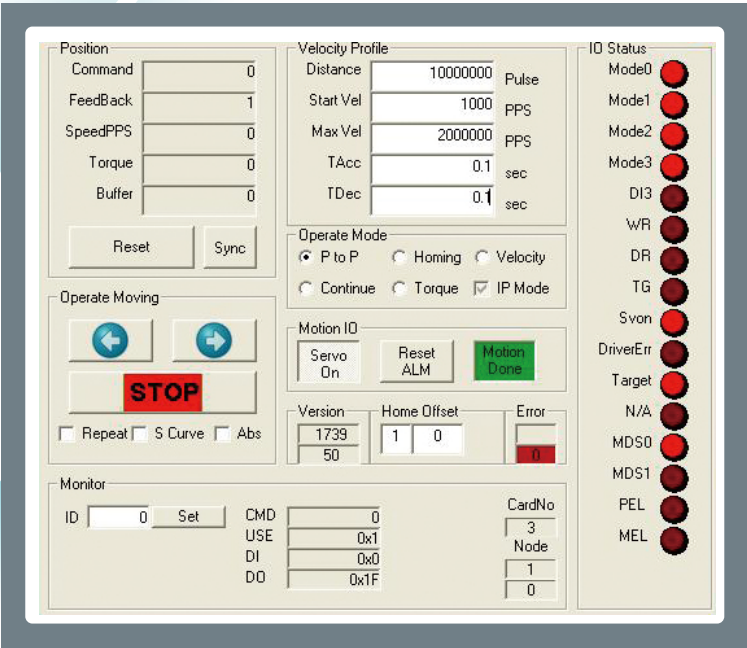 Position
Command 0
FeedBack 1
SpeedPPS 0
Torque 0
Buffer 0
Reset Sync
Operate Moving
STOP
Repeat S Curve Abs
Velocity Profile
Distance 10000000 Pulse
Start Vel 1000 PPS
Max Vel 2000000 PPS
TAcc 0.1 sec
TDec 0.1 sec
Operate Mode
P to P Homing Velocity
Continue Torque IP Mode
Motion IO
Servo On
Reset ALM
Motion Done
Version
1739
50
Home Offset
1 0
Error
0
Monitor
ID 0 Set
CMD 0
USE 0x1
DI 0x0
DO 0x1F
CardNo
3
Node
1
0
IO Status
Mode0
Mode1
Mode2
Mode3
DI3
WR
DR
TG
Svon
DriverErr
Target
N/A
MDS0
MDS1
PEL
MEL